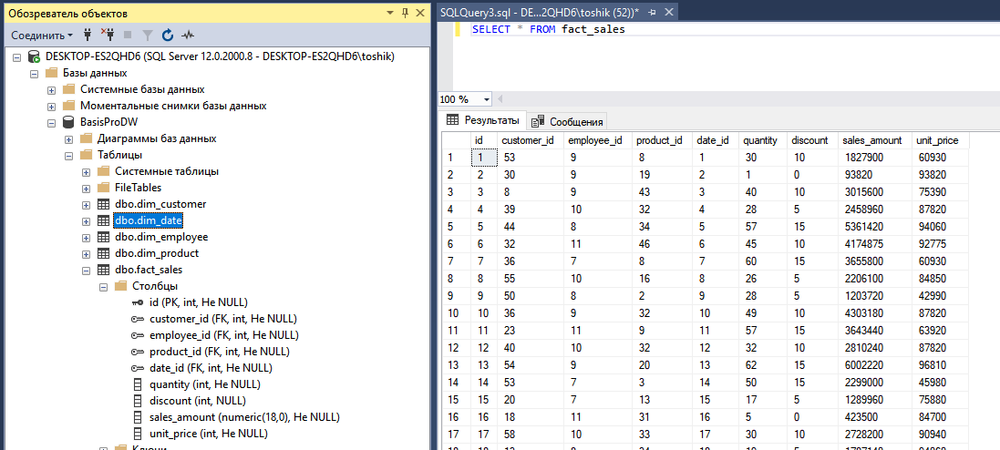 Обозреватель объектов
Соединить
DESKTOP-ES2QHD6 (SQL Server 12.0.2000.8 - DESKTOP-ES2QHD6\toshik)
Базы данных
Системные базы данных
Моментальные снимки базы данных
BasisProDW
Диаграммы баз данных
Таблицы
Системные таблицы
FileTables
dbo.dim_customer
dbo.dim_date
dbo.dim_employee
dbo.dim_product
dbo.fact_sales
Столбцы
id (PK, int, Не NULL)
customer_id (FK, int, Не NULL)
employee_id (FK, int, Не NULL)
product_id (FK, int, Не NULL)
date_id (FK, int, Не NULL)
quantity (int, Не NULL)
discount (int, NULL)
sales_amount (numeric(18,0), Не NULL)
unit_price (int, Не NULL)
Ключи
SQLQuery3.sql - DE...2QHD6\toshik (52))*
SELECT * FROM fact_sales
100 %
Результаты Сообщения
id customer_id employee_id product_id date_id quantity discount sales_amount unit_price
1 1 53 9 8 1 30 10 1827900 60930
2 2 30 9 19 2 1 0 93820 93820
3 3 8 9 43 3 40 10 3015600 75390
4 4 39 10 32 4 28 5 2458960 87820
5 5 44 8 34 5 57 15 5361420 94060
6 6 32 11 46 6 45 10 4174875 92775
7 7 36 7 8 7 60 15 3655800 60930
8 8 55 10 16 8 26 5 2206100 84850
9 9 50 8 2 9 28 5 1203720 42990
10 10 36 9 32 10 49 10 4303180 87820
11 11 23 11 9 11 57 15 3643440 63920
12 12 40 10 32 12 32 10 2810240 87820
13 13 54 9 20 13 62 15 6002220 96810
14 14 53 7 3 14 50 15 2299000 45980
15 15 20 7 13 15 17 5 1289960 75880
16 16 18 11 31 16 5 0 423500 84700
17 17 58 10 33 17 30 10 2728200 90940